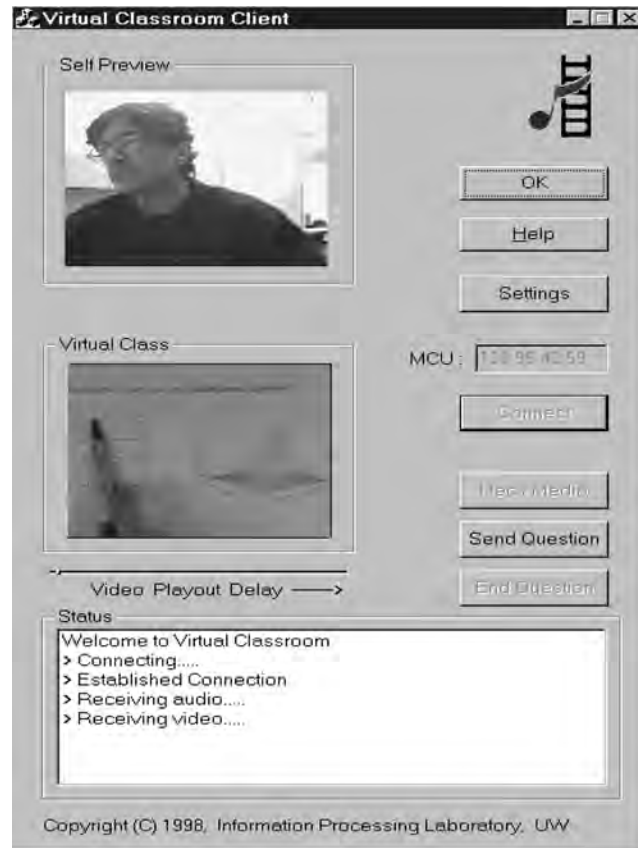 Virtual Classroom Client
Self Preview
OK
Help
Settings
Virtual Class
MCU :
Connect
Send Question
End Question
Video Playout Delay --->
Status
Welcome to Virtual Classroom
> Connecting.....
> Established Connection
> Receiving audio.....
> Receiving video.....
Copyright (C) 1998, Information Processing Laboratory, UW